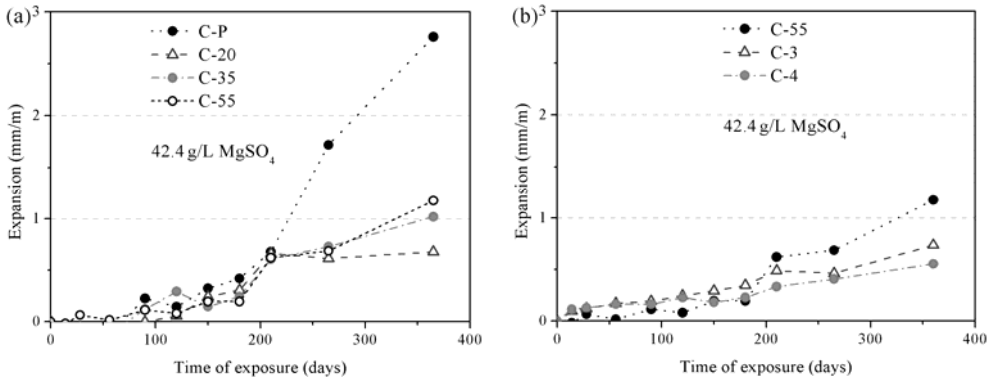 (a)
3
2
1
0
Expansion (mm/m)
C-P
C-20
C-35
C-55
42.4 g/L MgSO₄
0 100 200 300 400
Time of exposure (days)
(b)
3
2
1
0
Expansion (mm/m)
C-55
C-3
C-4
42.4 g/L MgSO₄
0 100 200 300 400
Time of exposure (days)